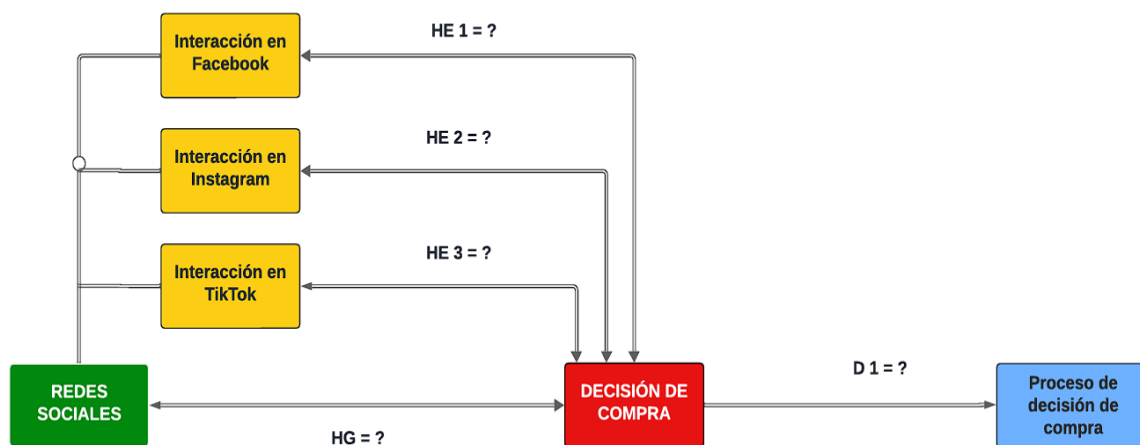 Interacción en
Facebook
HE 1 = ?
Interacción en
Instagram
HE 2 = ?
Interacción en
TikTok
HE 3 = ?
REDES
SOCIALES
HG = ?
DECISIÓN DE
COMPRA
D 1 = ?
Proceso de
decisión de
compra